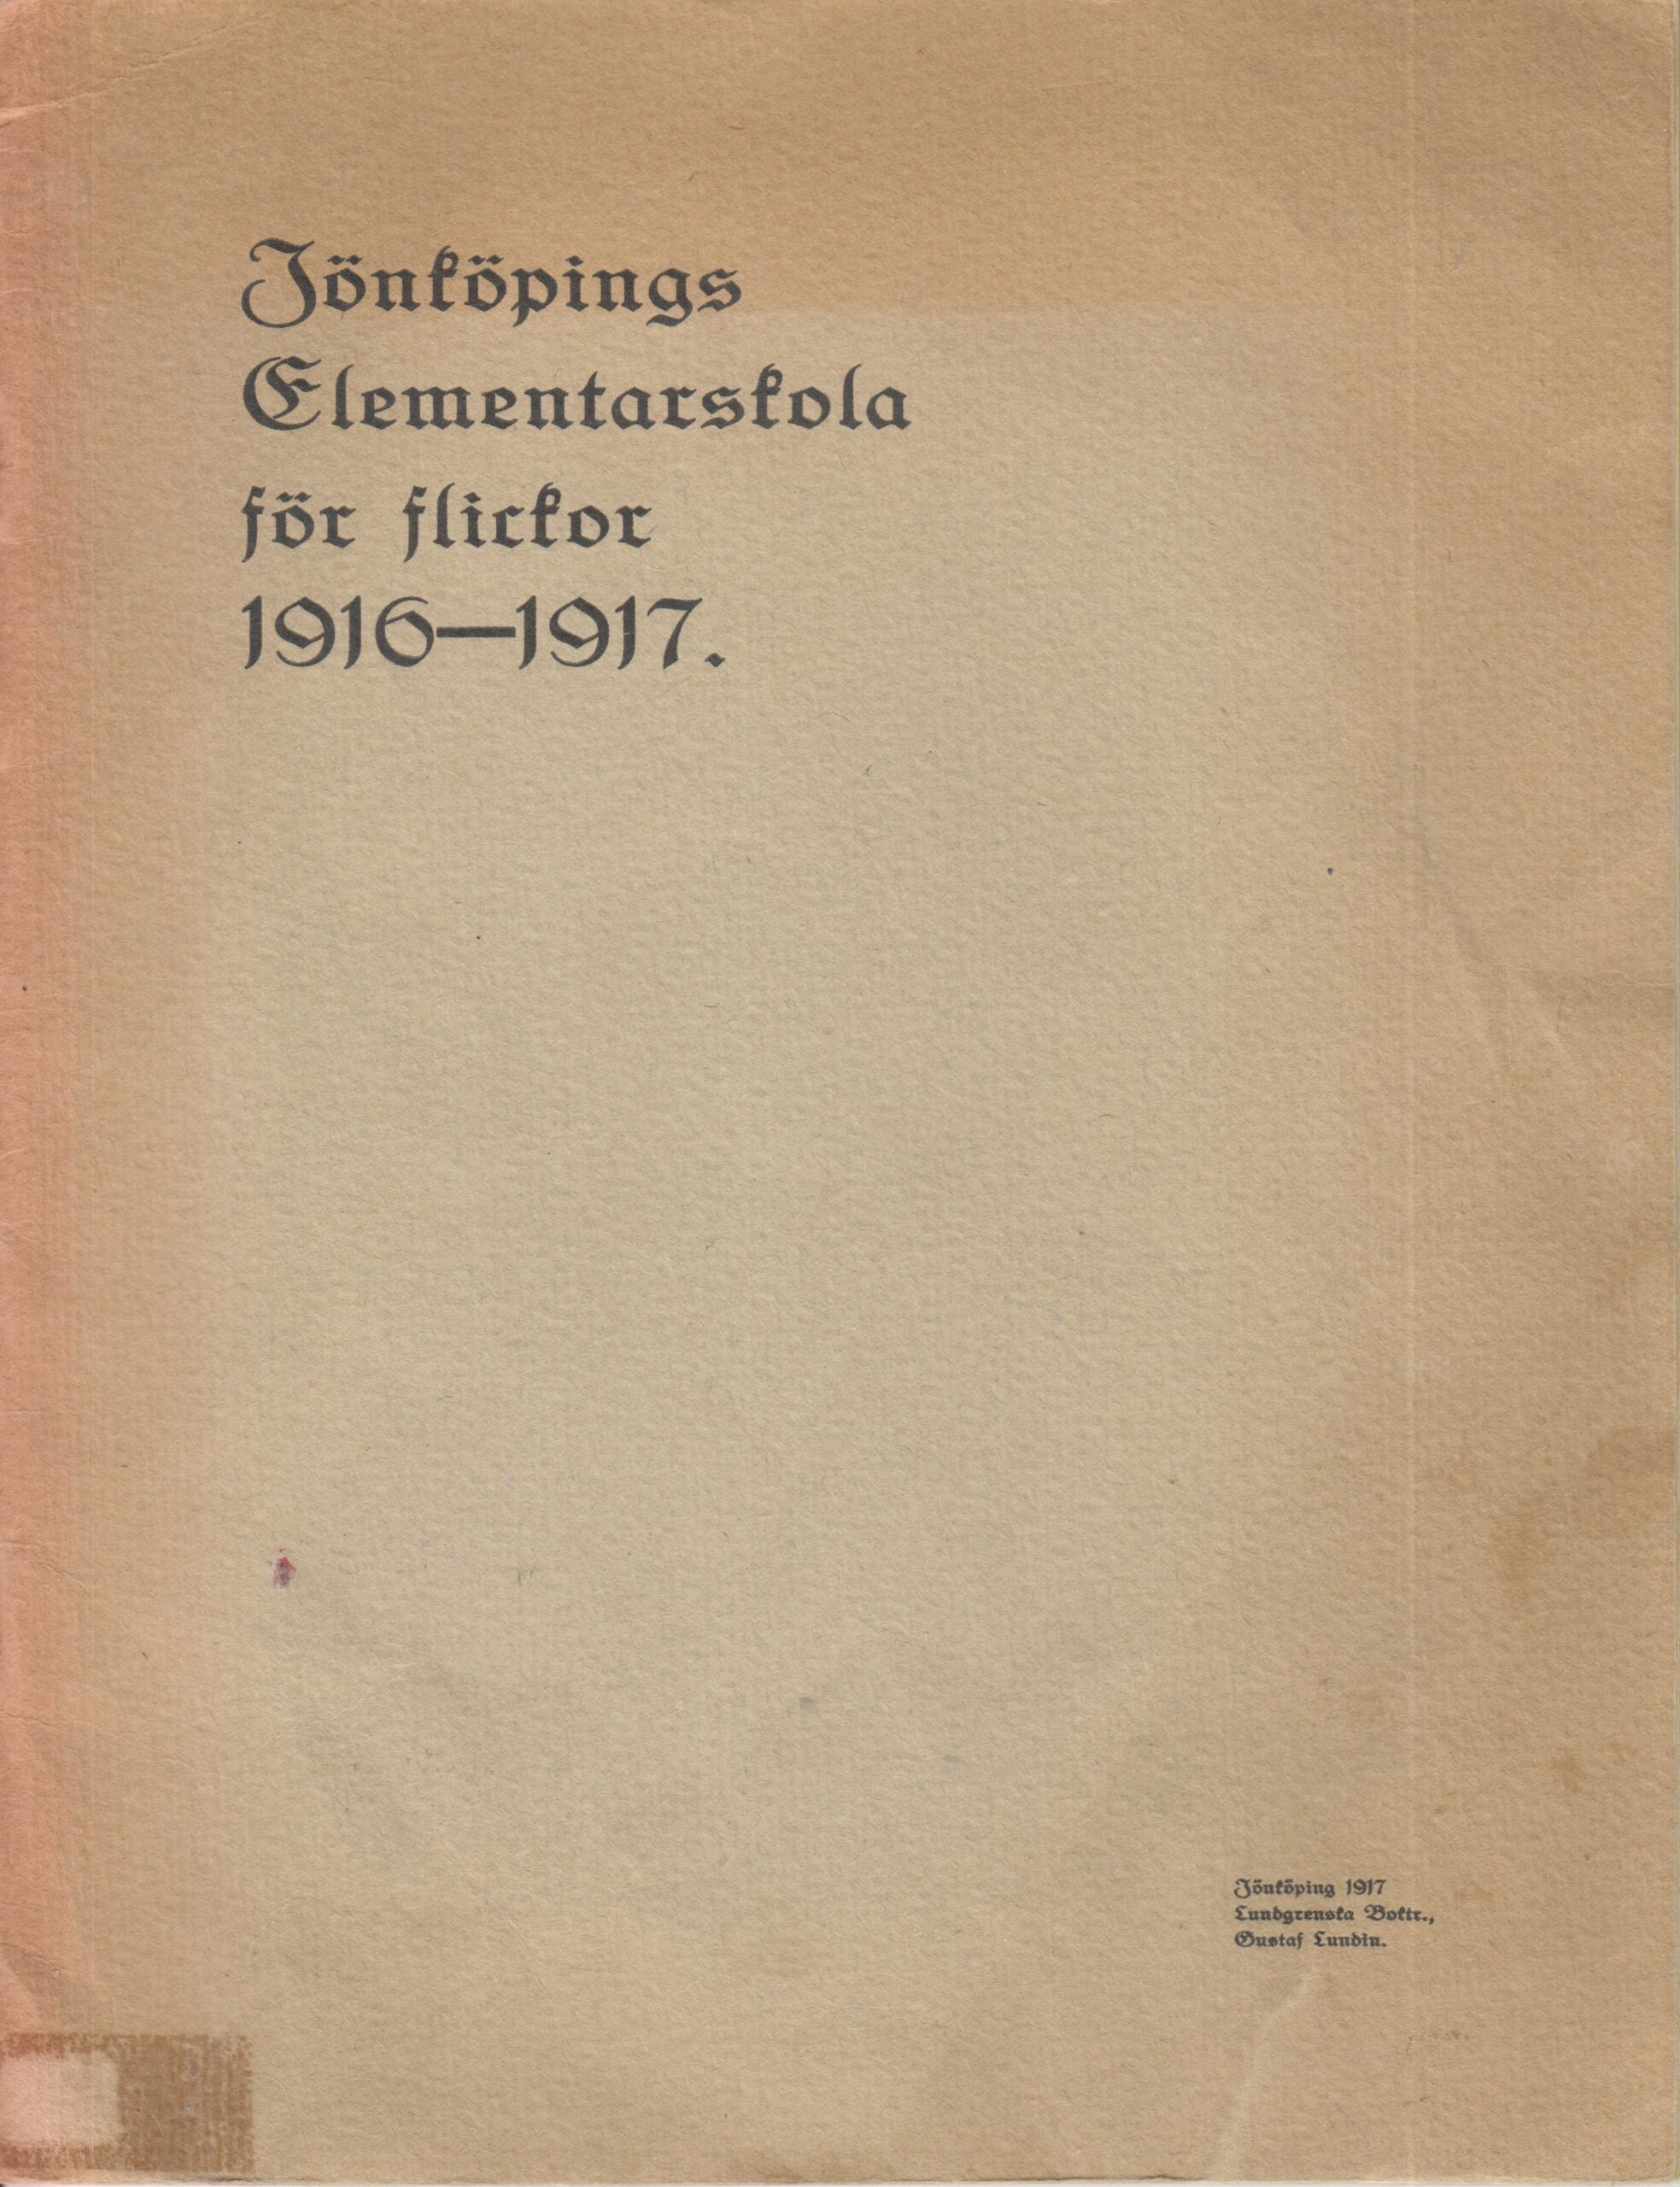 Jönköpings
Elementarskola
för flickor
1916—1917.
Jönköping 1917
Lundgrenska Boktr.,
Gustaf Lundin.